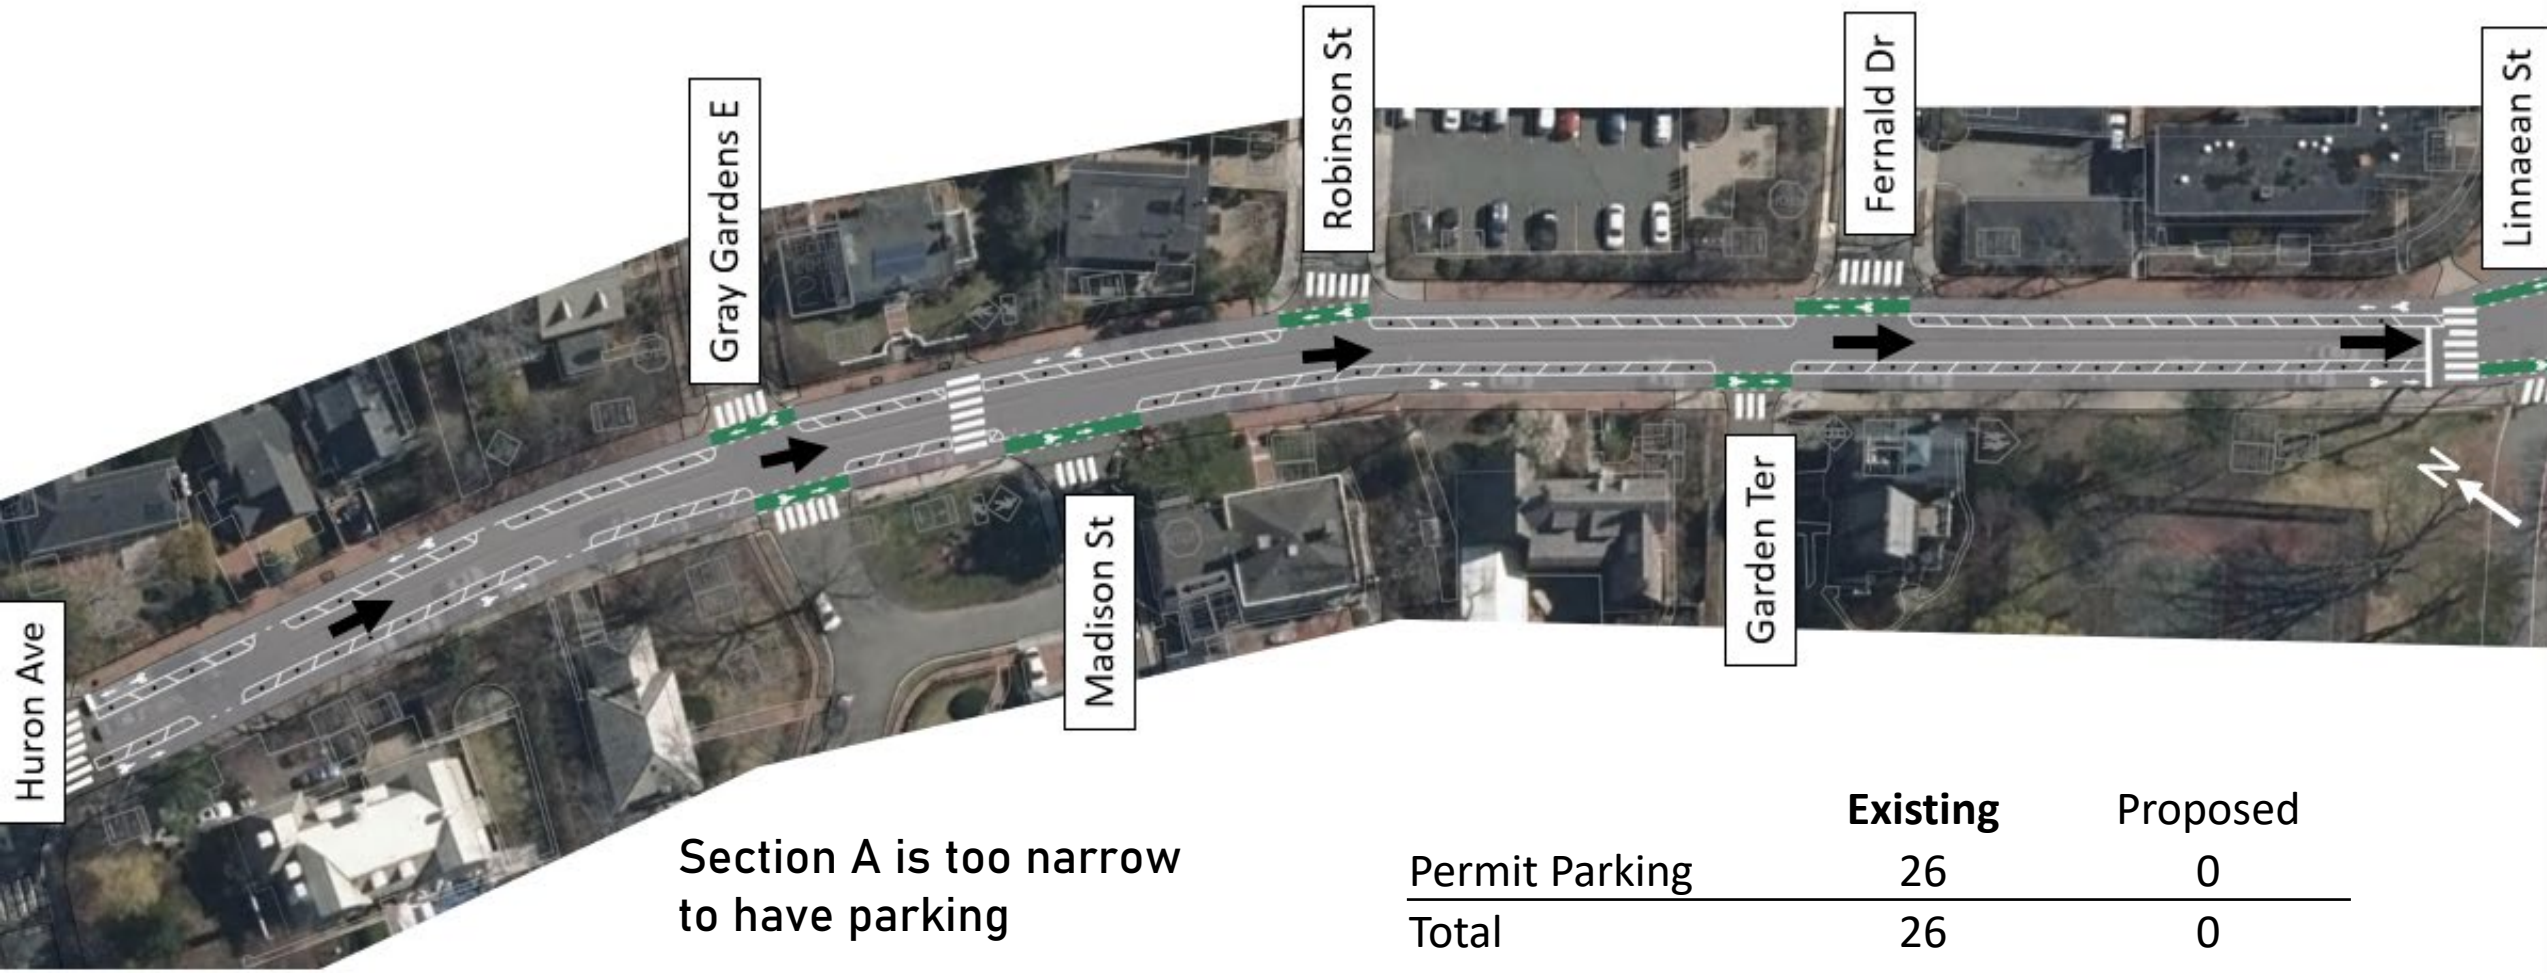 Huron Ave
Gray Gardens E
Madison St
Robinson St
Garden Ter
Fernald Dr
Linnaean St
N
Section A is too narrow
to have parking
Existing Proposed
Permit Parking 26 0
Total 26 0